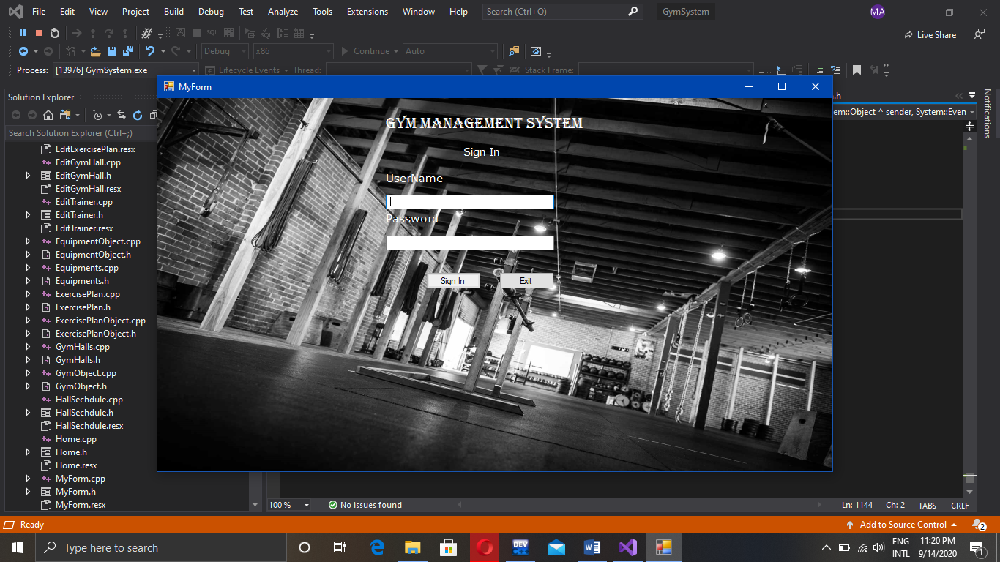 File Edit View Project Build Debug Test Analyze Tools Extensions Window Help Search (Ctrl+Q) GymSystem MA
Live Share
Debug x86 Continue Auto
Process: [13976] GymSystem.exe Lifecycle Events Thread: Stack Frame:
MyForm
Solution Explorer
.h
em::Object ^ sender, System::Even
Notifications
Search Solution Explorer (Ctrl+;)
EditExercisePlan.resx
EditGymHall.cpp
EditGymHall.h
EditGymHall.resx
EditTrainer.cpp
EditTrainer.h
EditTrainer.resx
EquipmentObject.cpp
EquipmentObject.h
Equipments.cpp
Equipments.h
ExercisePlan.cpp
ExercisePlan.h
ExercisePlanObject.cpp
ExercisePlanObject.h
GymHalls.cpp
GymHalls.h
GymObject.cpp
GymObject.h
HallSechdule.cpp
HallSechdule.h
HallSechdule.resx
Home.cpp
Home.h
Home.resx
MyForm.cpp
MyForm.h
MyForm.resx
GYM MANAGEMENT SYSTEM
Sign In
UserName
Password
Sign In Exit
100 % No issues found Ln: 1144 Ch: 2 TABS CRLF
Ready Add to Source Control 2
Type here to search
DEV C++
ENG 11:20 PM
INTL 9/14/2020
1